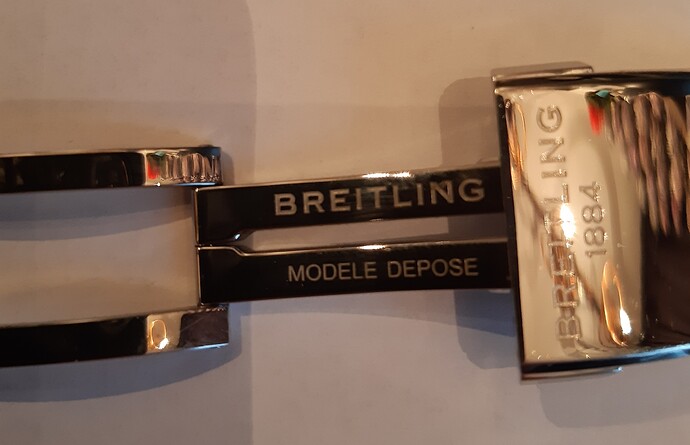 BREITLING
MODELE DEPOSE
BREITLING
1884